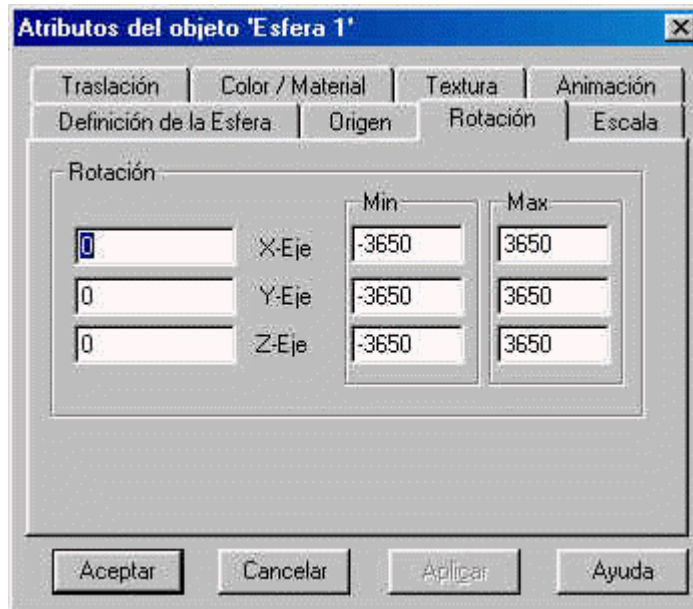 Atributos del objeto 'Esfera 1'
Traslación Color / Material Textura Animación
Definición de la Esfera Origen Rotación Escala
Rotación
Min Max
0 X-Eje -3650 3650
0 Y-Eje -3650 3650
0 Z-Eje -3650 3650
Aceptar Cancelar Aplicar Ayuda